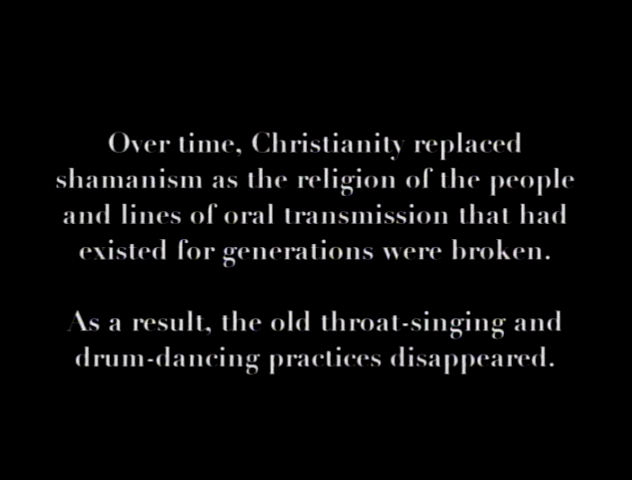 Over time, Christianity replaced
shamanism as the religion of the people
and lines of oral transmission that had
existed for generations were broken.
As a result, the old throat-singing and
drum-dancing practices disappeared.